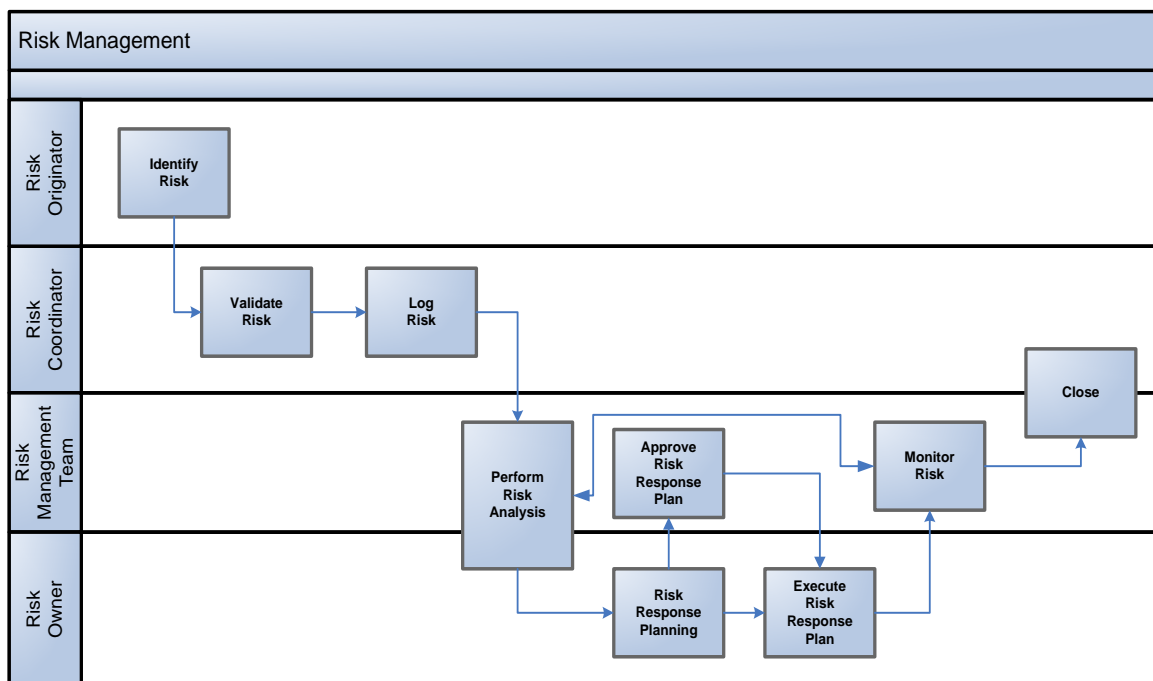 Risk Management
Risk
Originator
Identify
Risk
Risk
Coordinator
Validate
Risk
Log
Risk
Close
Risk
Management
Team
Perform
Risk
Analysis
Approve
Risk
Response
Plan
Monitor
Risk
Risk
Owner
Risk
Response
Planning
Execute
Risk
Response
Plan